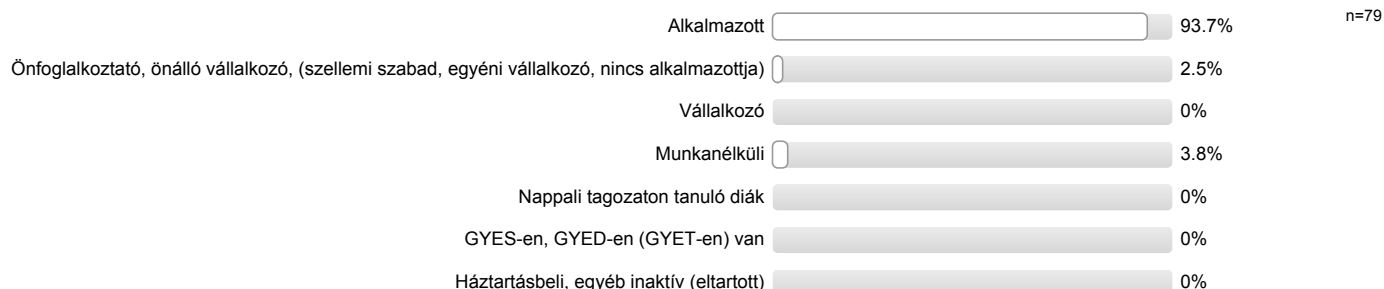 Alkalmazott 93.7% n=79
Önfoglalkoztató, önálló vállalkozó, (szellemi szabad, egyéni vállalkozó, nincs alkalmazottja) 2.5%
Vállalkozó 0%
Munkanélküli 3.8%
Nappali tagozaton tanuló diák 0%
GYES-en, GYED-en (GYET-en) van 0%
Háztartásbeli, egyéb inaktív (eltartott) 0%